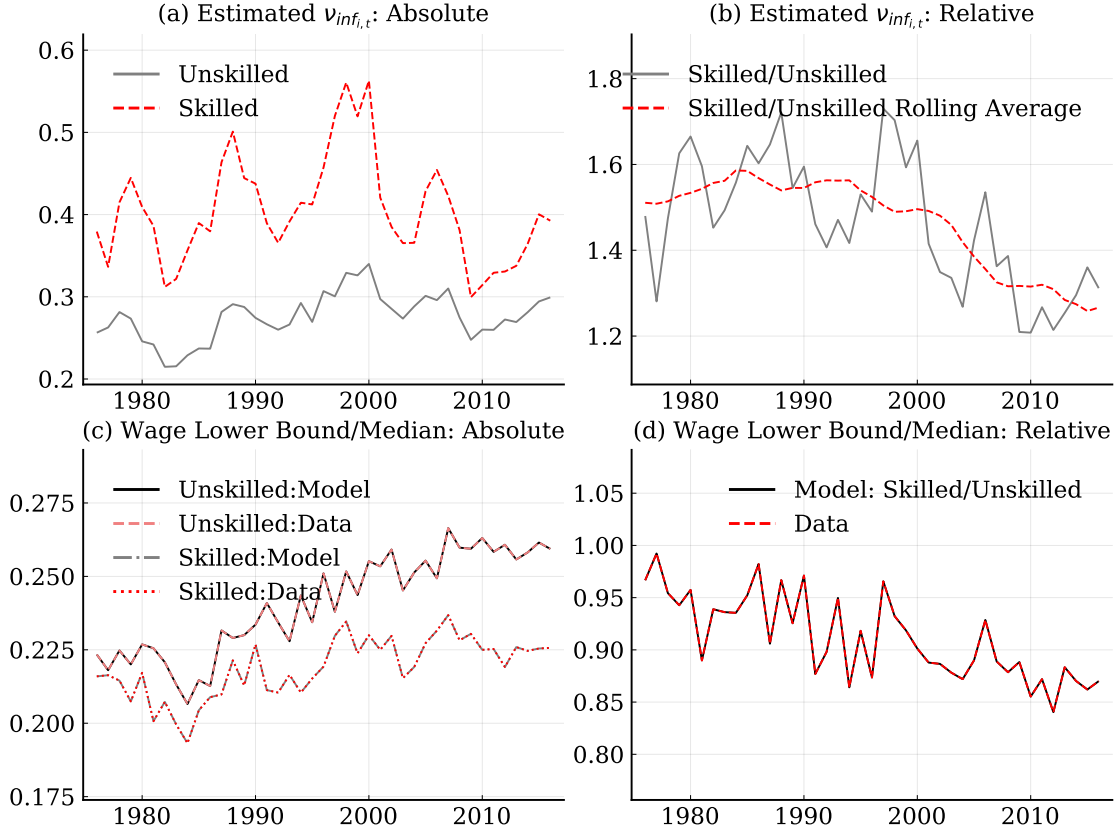 (a) Estimated ν_{inf_{i,t}}: Absolute
0.6
0.5
0.4
0.3
0.2
Unskilled
Skilled
1980 1990 2000 2010
(b) Estimated ν_{inf_{i,t}}: Relative
1.8
1.6
1.4
1.2
Skilled/Unskilled
Skilled/Unskilled Rolling Average
1980 1990 2000 2010
(c) Wage Lower Bound/Median: Absolute
0.275
0.250
0.225
0.200
0.175
Unskilled:Model
Unskilled:Data
Skilled:Model
Skilled:Data
1980 1990 2000 2010
(d) Wage Lower Bound/Median: Relative
1.05
1.00
0.95
0.90
0.85
0.80
Model: Skilled/Unskilled
Data
1980 1990 2000 2010